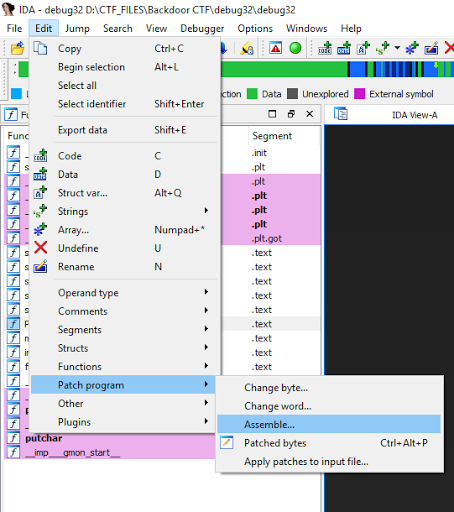 IDA - debug32 D:\CTF_FILES\Backdoor CTF\debug32\debug32
File Edit Jump Search View Debugger Options Windows
Copy Ctrl+C
Begin selection Alt+L
Select all
Select identifier Shift+Enter
Export data Shift+E
Code C
Data D
Struct var... Alt+Q
Strings
Array... Numpad+*
Undefine U
Rename N
Operand type
Comments
Segments
Structs
Functions
Patch program
Other
Plugins
Data Unexplored External symbol
IDA View-A
Segment
.init
.plt
.plt
.plt
.plt
.plt
.plt.got
.text
.text
.text
.text
.text
.text
.text
.text
.text
Change byte...
Change word...
Assemble...
Patched bytes Ctrl+Alt+P
Apply patches to input file...
putchar
__imp___gmon_start__